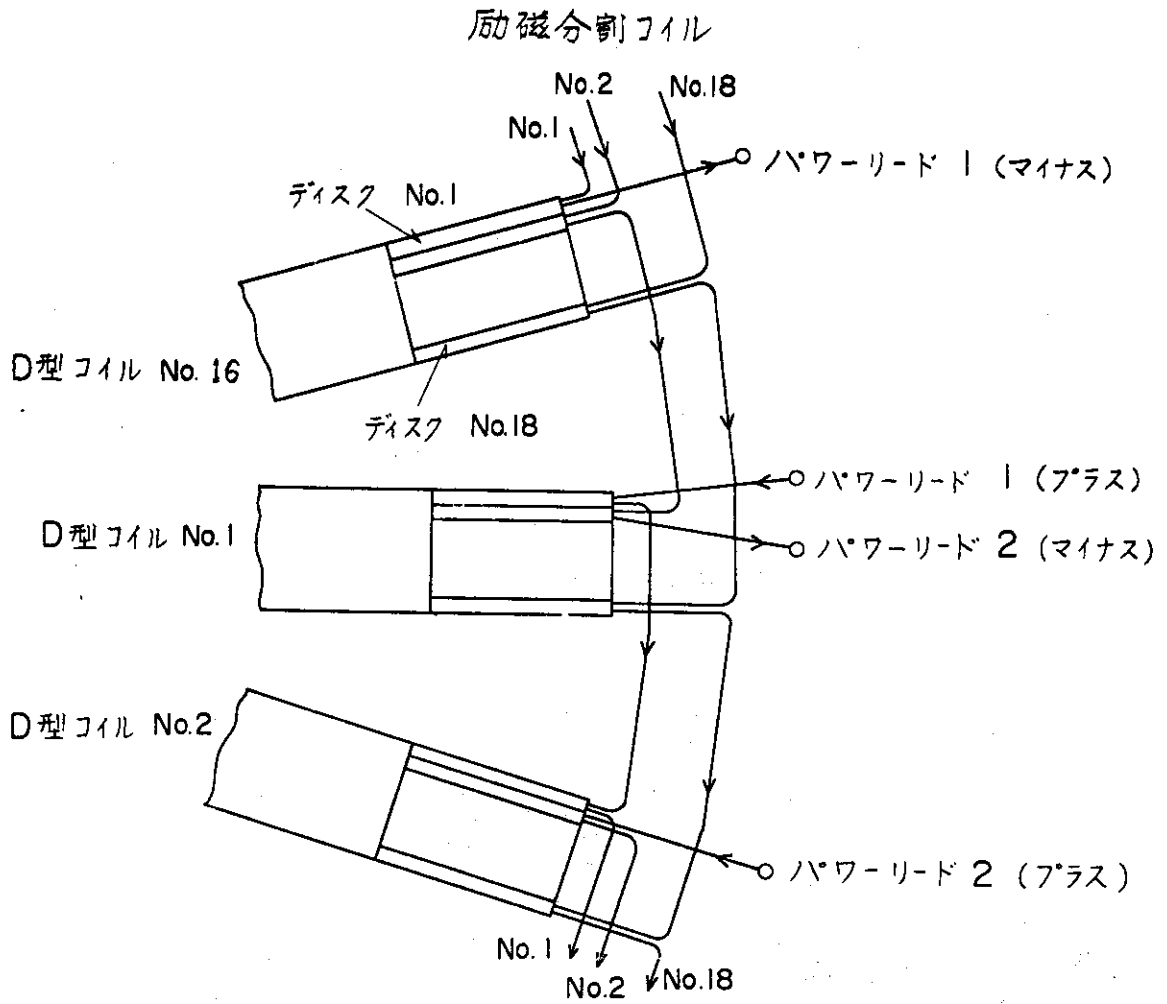 励磁分割コイル
No.2
No.18
No.1
パワーリード 1 (マイナス)
ディスク No.1
D型コイル No.16
ディスク No.18
パワーリード 1 (プラス)
D型コイル No.1
パワーリード 2 (マイナス)
D型コイル No.2
パワーリード 2 (プラス)
No.1
No.2
No.18